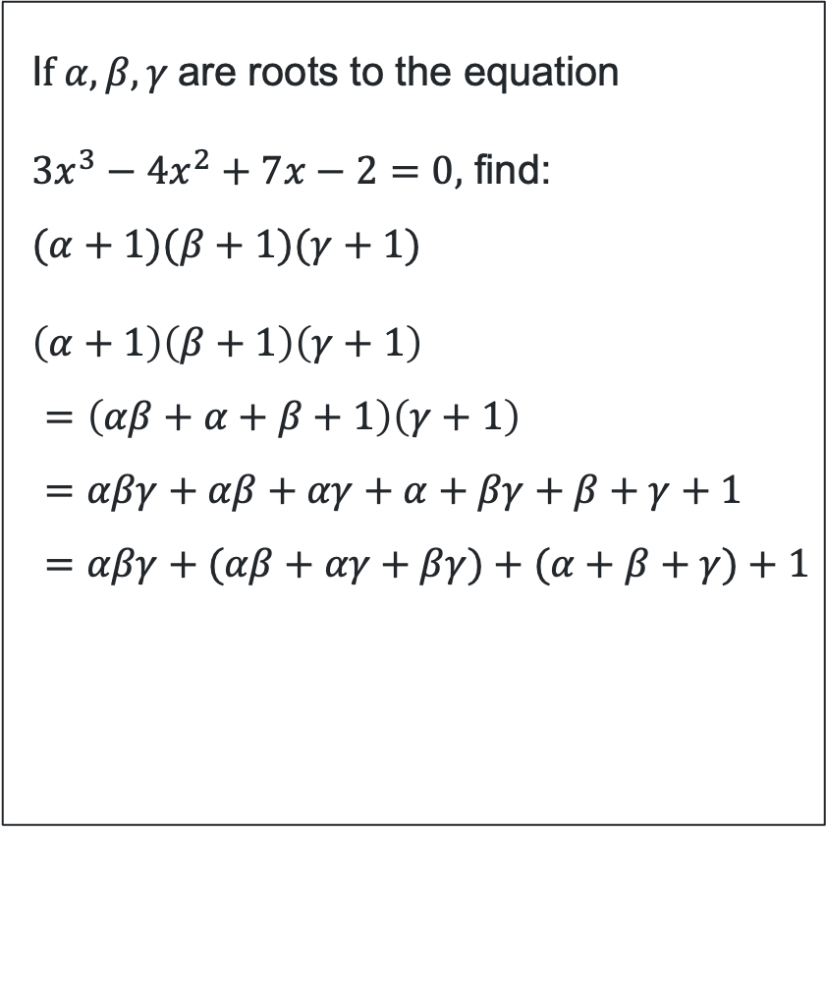 If α, β, γ are roots to the equation
3x³ − 4x² + 7x − 2 = 0, find:
(α + 1)(β + 1)(γ + 1)
(α + 1)(β + 1)(γ + 1)
= (αβ + α + β + 1)(γ + 1)
= αβγ + αβ + αγ + α + βγ + β + γ + 1
= αβγ + (αβ + αγ + βγ) + (α + β + γ) + 1